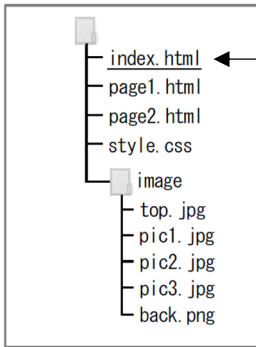 index.html
page1.html
page2.html
style.css
image
top.jpg
pic1.jpg
pic2.jpg
pic3.jpg
back.png